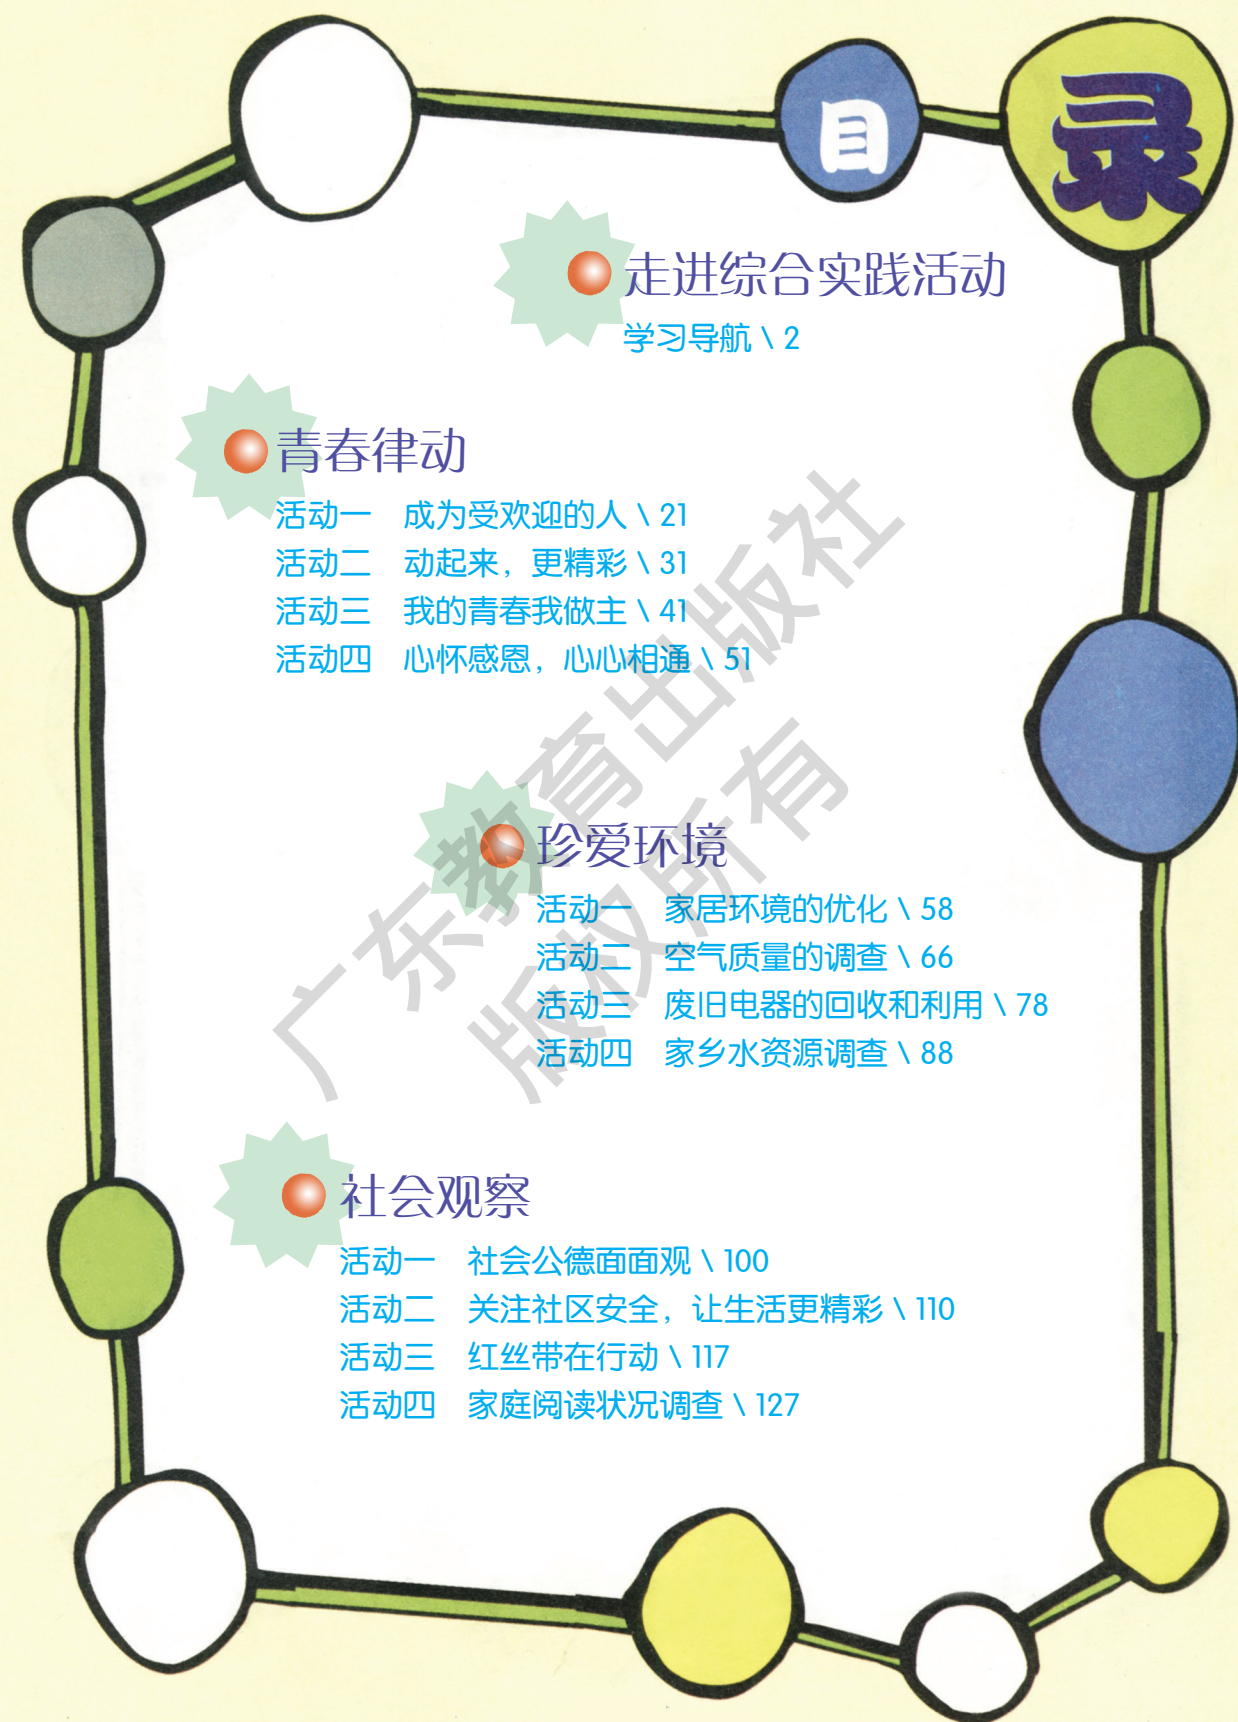 目录
走进综合实践活动
学习导航 \ 2
青春律动
活动一 成为受欢迎的人 \ 21
活动二 动起来，更精彩 \ 31
活动三 我的青春我做主 \ 41
活动四 心怀感恩，心心相通 \ 51
珍爱环境
活动一 家居环境的优化 \ 58
活动二 空气质量的调查 \ 66
活动三 废旧电器的回收和利用 \ 78
活动四 家乡水资源调查 \ 88
社会观察
活动一 社会公德面面观 \ 100
活动二 关注社区安全，让生活更精彩 \ 110
活动三 红丝带在行动 \ 117
活动四 家庭阅读状况调查 \ 127
广东教育出版社
版权所有